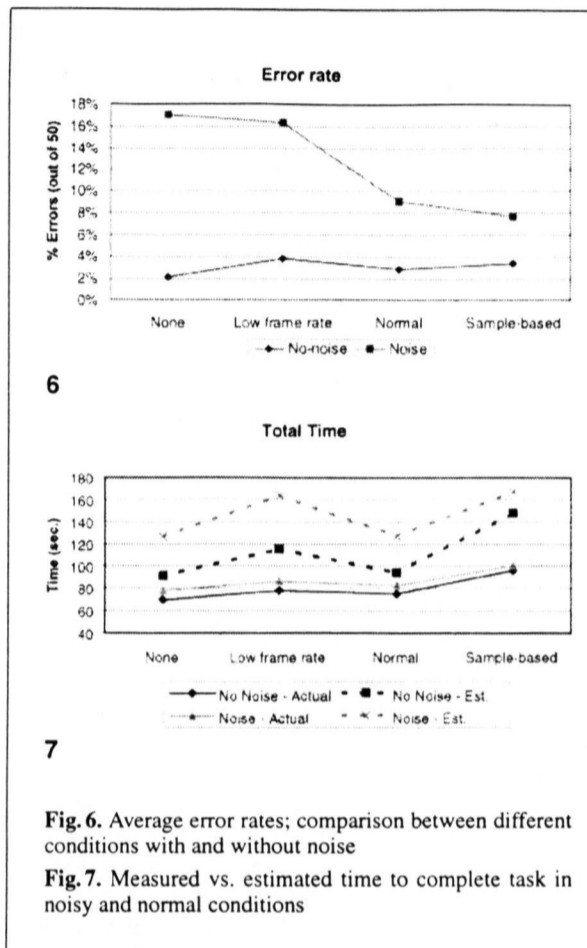 Error rate
% Errors (out of 50)
18%
16%
14%
12%
10%
8%
6%
4%
2%
0%
None Low frame rate Normal Sample-based
No-noise Noise
6
Total Time
Time (sec.)
180
160
140
120
100
80
60
40
None Low frame rate Normal Sample-based
No Noise - Actual No Noise - Est.
Noise - Actual Noise - Est.
7
Fig. 6. Average error rates; comparison between different
conditions with and without noise
Fig. 7. Measured vs. estimated time to complete task in
noisy and normal conditions